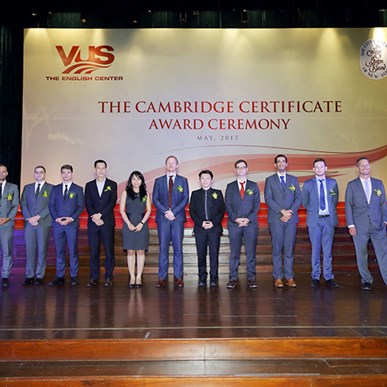 VUS
THE ENGLISH CENTER
THE CAMBRIDGE CERTIFICATE
AWARD CEREMONY
MAY, 2017